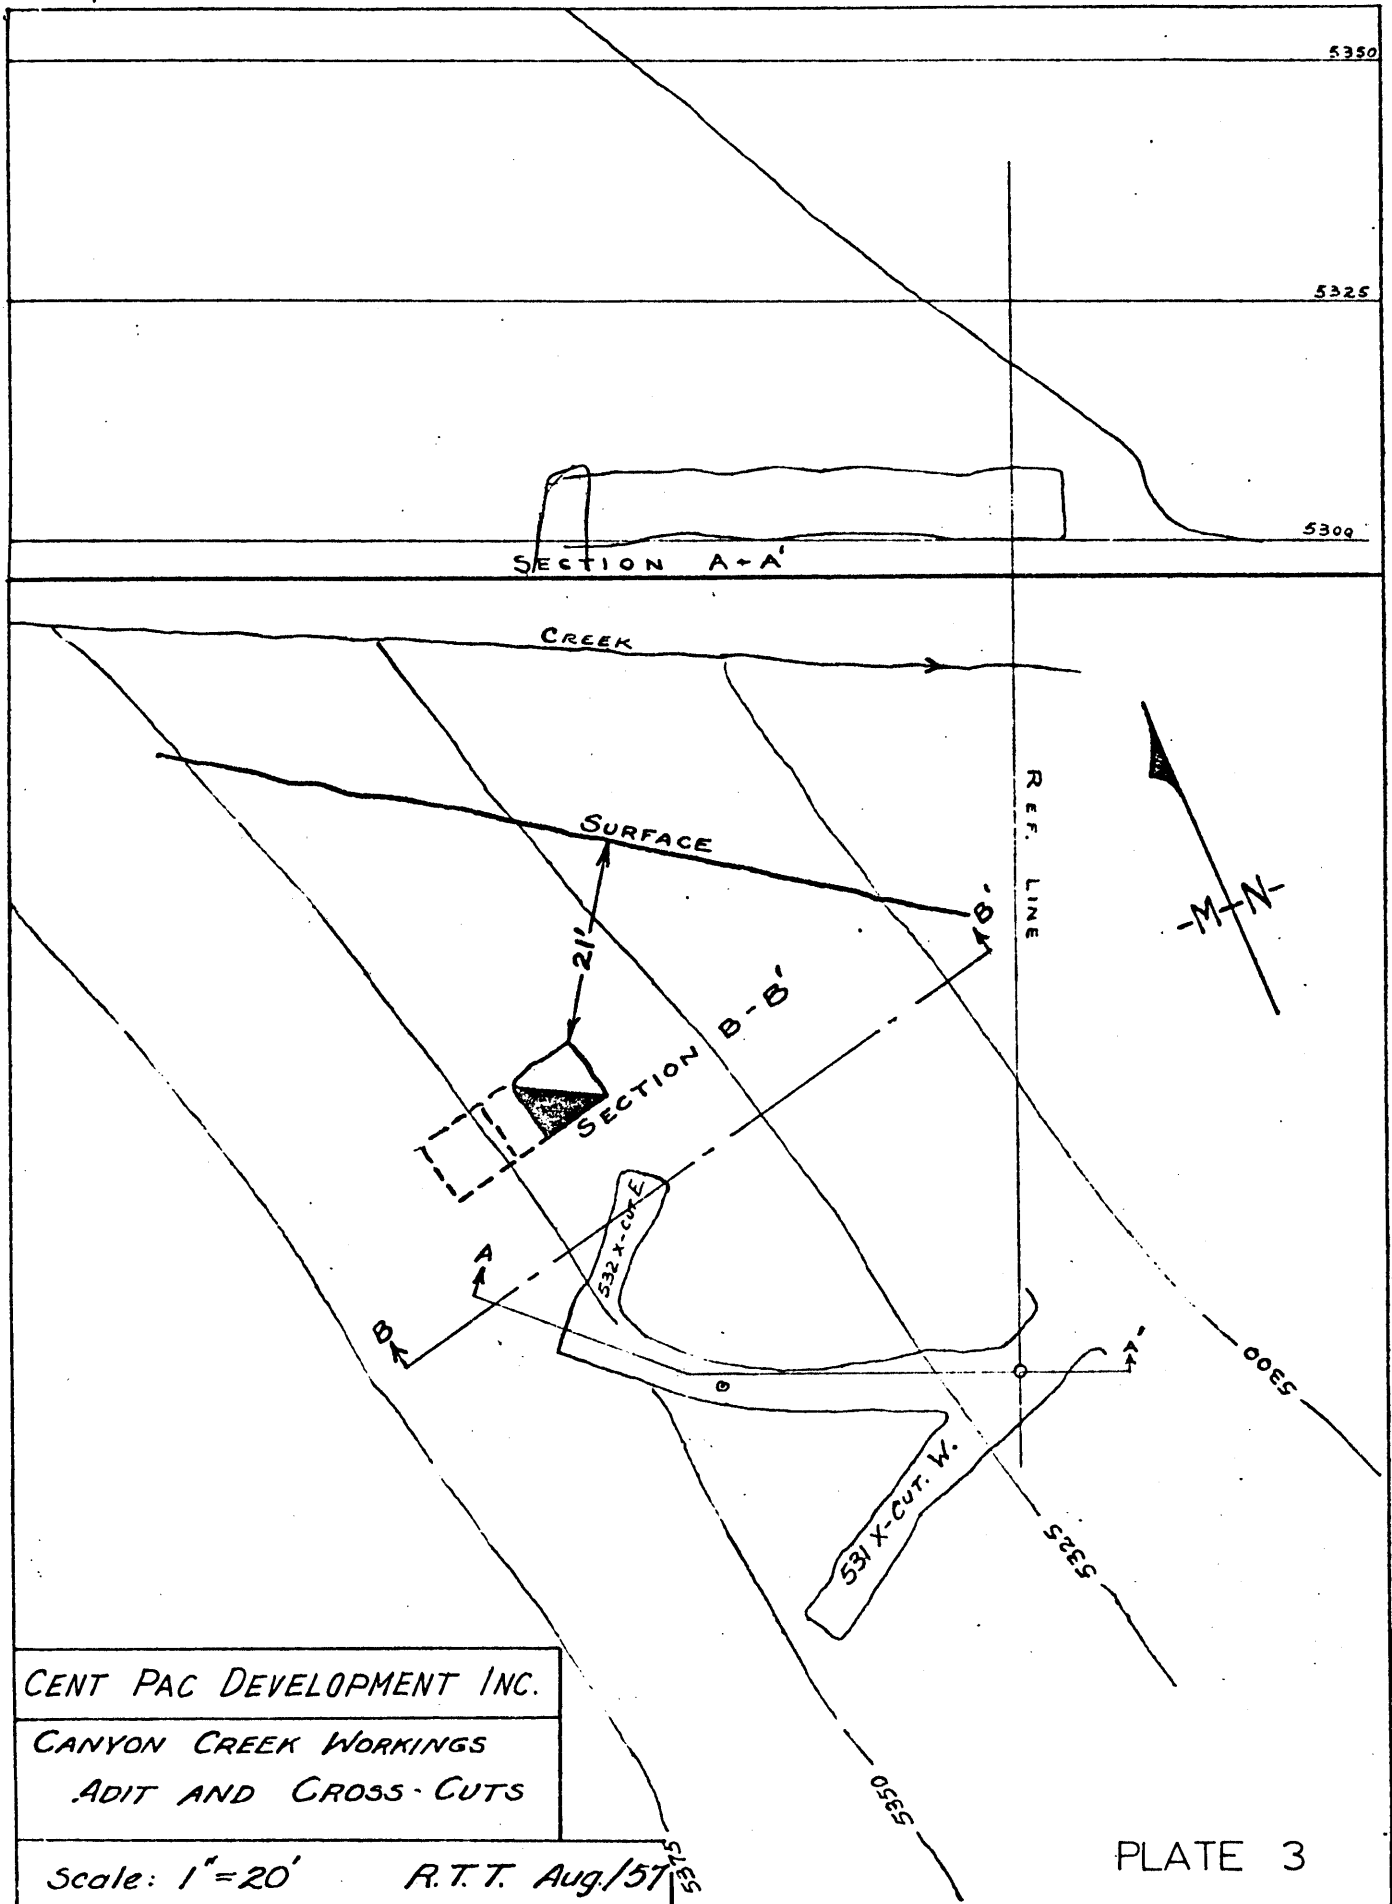 5350
5325
5300
SECTION A-A'
CREEK
SURFACE
REF. LINE
-M-N-
21'
B'
SECTION B-B'
A
B
532 X-CUT E
A'
5300
531 X-CUT. W.
5325
5350
5375
CENT PAC DEVELOPMENT INC.
CANYON CREEK WORKINGS
ADIT AND CROSS-CUTS
Scale: 1"=20' R.T.T. Aug./57
PLATE 3